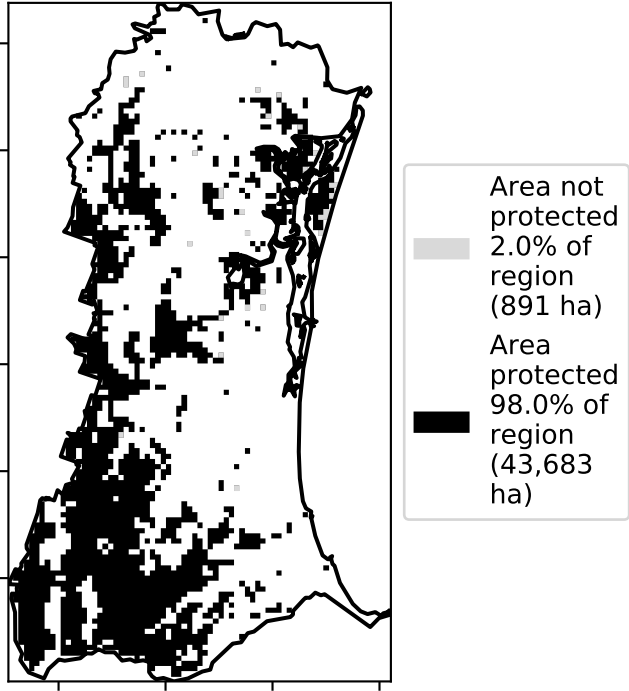 Area not
protected
2.0% of
region
(891 ha)
Area
protected
98.0% of
region
(43,683
ha)